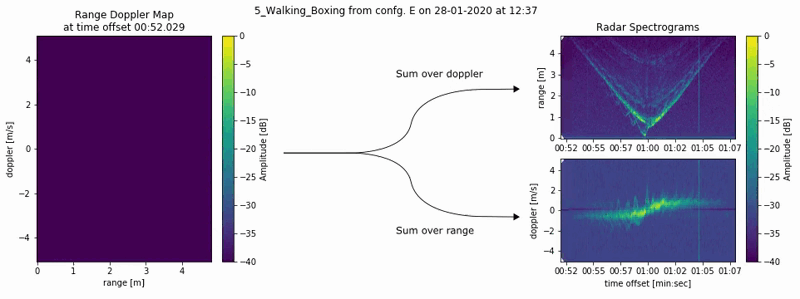 5_Walking_Boxing from confg. E on 28-01-2020 at 12:37
Range Doppler Map
at time offset 00:52.029
doppler [m/s]
4
2
0
−2
−4
0 1 2 3 4
range [m]
0
−5
−10
−15
−20
−25
−30
−35
−40
Amplitude [dB]
Sum over doppler
Sum over range
Radar Spectrograms
range [m]
4
3
2
1
0
00:52 00:55 00:57 01:00 01:02 01:05 01:07
doppler [m/s]
4
2
0
−2
−4
00:52 00:55 00:57 01:00 01:02 01:05 01:07
time offset [min:sec]
0
−5
−10
−15
−20
−25
−30
−35
−40
Amplitude [dB]